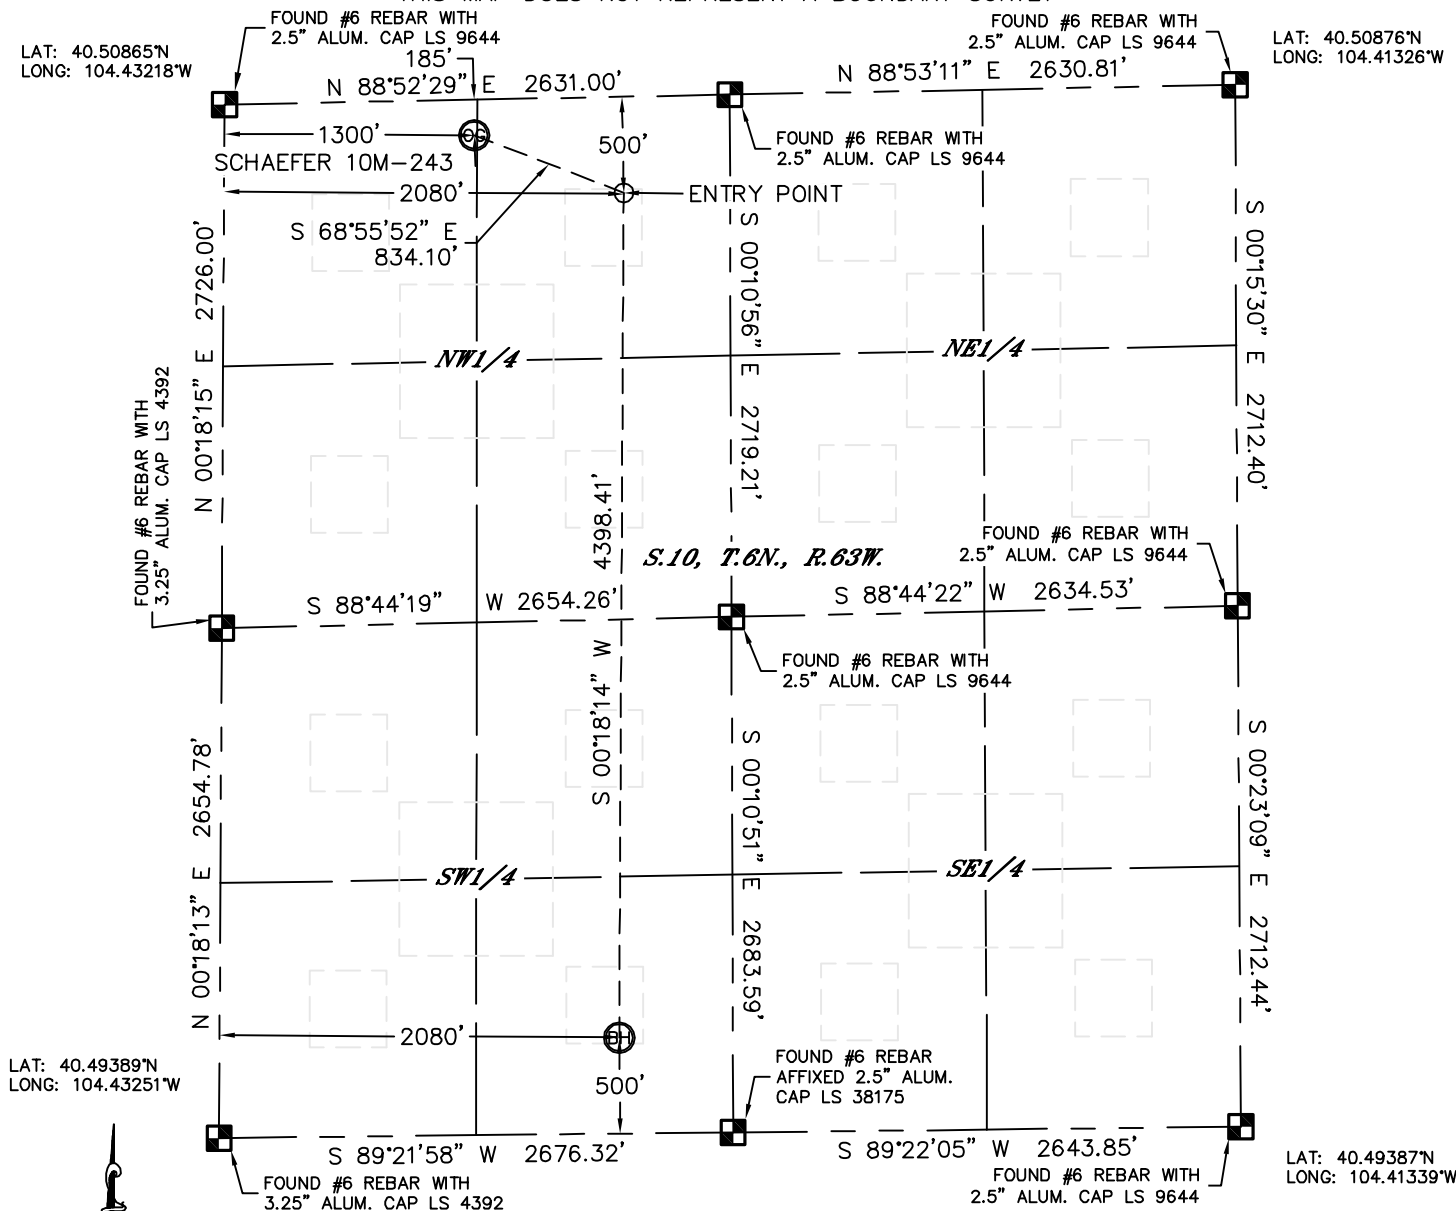 FOUND #6 REBAR WITH
2.5" ALUM. CAP LS 9644
FOUND #6 REBAR WITH
2.5" ALUM. CAP LS 9644
LAT: 40.50865°N
LONG: 104.43218°W
LAT: 40.50876°N
LONG: 104.41326°W
185'
N 88°52'29" E 2631.00'
N 88°53'11" E 2630.81'
1300'
OG
500'
FOUND #6 REBAR WITH
2.5" ALUM. CAP LS 9644
SCHAEFER 10M-243
2080'
ENTRY POINT
S 68°55'52" E
834.10'
N 00°18'15" E 2726.00'
S 00°10'56" E 2719.21'
S 00°15'30" E 2712.40'
NW1/4
NE1/4
FOUND #6 REBAR WITH
3.25" ALUM. CAP LS 4392
S 00°18'14" W 4398.41'
S.10, T.6N., R.63W.
FOUND #6 REBAR WITH
2.5" ALUM. CAP LS 9644
S 88°44'19" W 2654.26'
S 88°44'22" W 2634.53'
FOUND #6 REBAR WITH
2.5" ALUM. CAP LS 9644
N 00°18'13" E 2654.78'
S 00°10'51" E 2683.59'
S 00°23'09" E 2712.44'
SW1/4
SE1/4
2080'
BH
500'
LAT: 40.49389°N
LONG: 104.43251°W
FOUND #6 REBAR
AFFIXED 2.5" ALUM.
CAP LS 38175
S 89°21'58" W 2676.32'
S 89°22'05" W 2643.85'
FOUND #6 REBAR WITH
3.25" ALUM. CAP LS 4392
FOUND #6 REBAR WITH
2.5" ALUM. CAP LS 9644
LAT: 40.49387°N
LONG: 104.41339°W